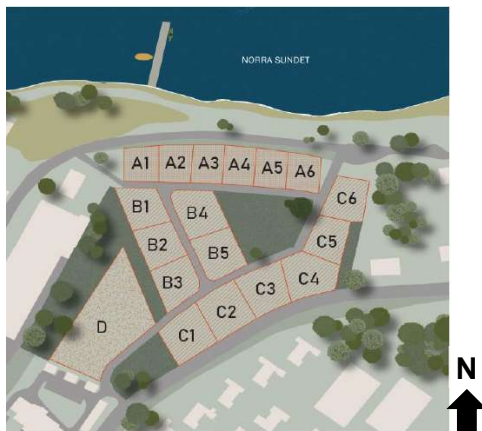 NORRA SUNDET
A1 A2 A3 A4 A5 A6
B1
B4
C6
B2
B5
C5
B3
C4
C3
C2
C1
D
N